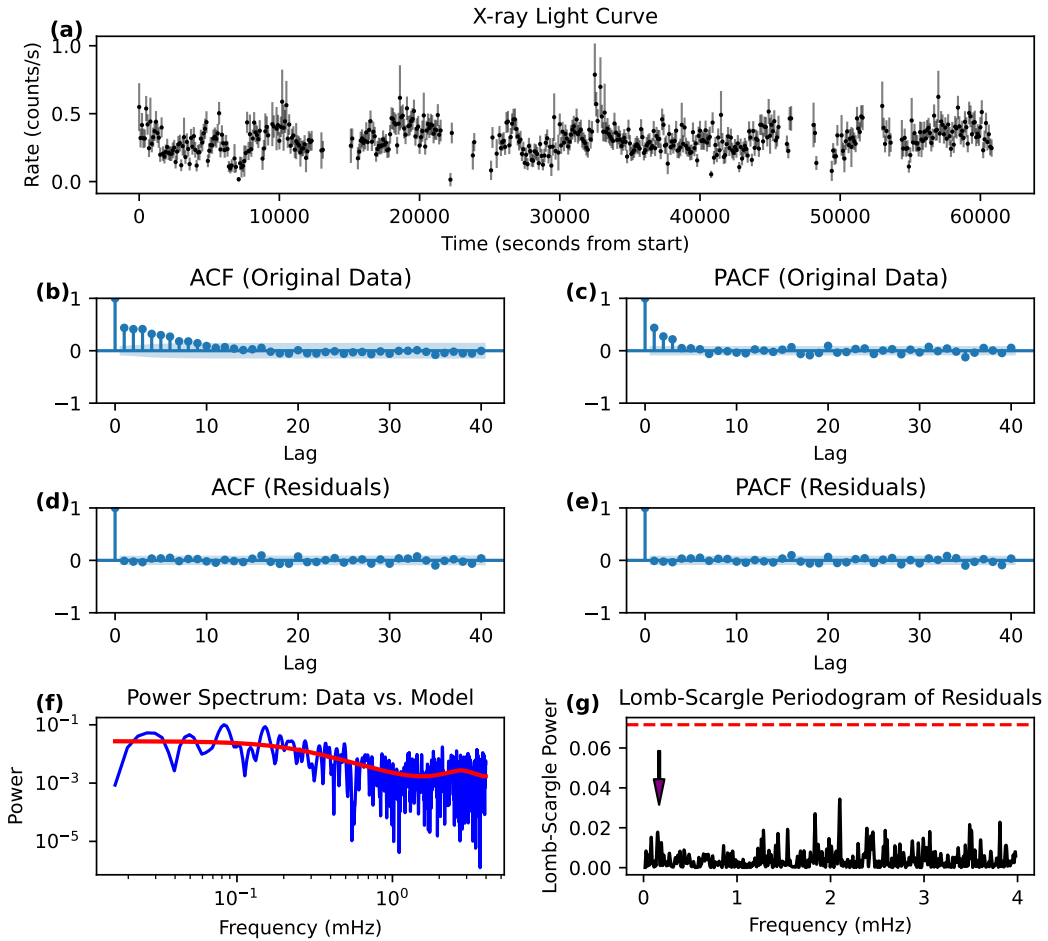 (a) X-ray Light Curve
Rate (counts/s)
1.0
0.5
0.0
0 10000 20000 30000 40000 50000 60000
Time (seconds from start)
(b) ACF (Original Data)
1
0
−1
0 10 20 30 40
Lag
(c) PACF (Original Data)
1
0
−1
0 10 20 30 40
Lag
(d) ACF (Residuals)
1
0
−1
0 10 20 30 40
Lag
(e) PACF (Residuals)
1
0
−1
0 10 20 30 40
Lag
(f) Power Spectrum: Data vs. Model
Power
10⁻¹
10⁻³
10⁻⁵
10⁻¹ 10⁰
Frequency (mHz)
(g) Lomb-Scargle Periodogram of Residuals
Lomb-Scargle Power
0.06
0.04
0.02
0.00
0 1 2 3 4
Frequency (mHz)